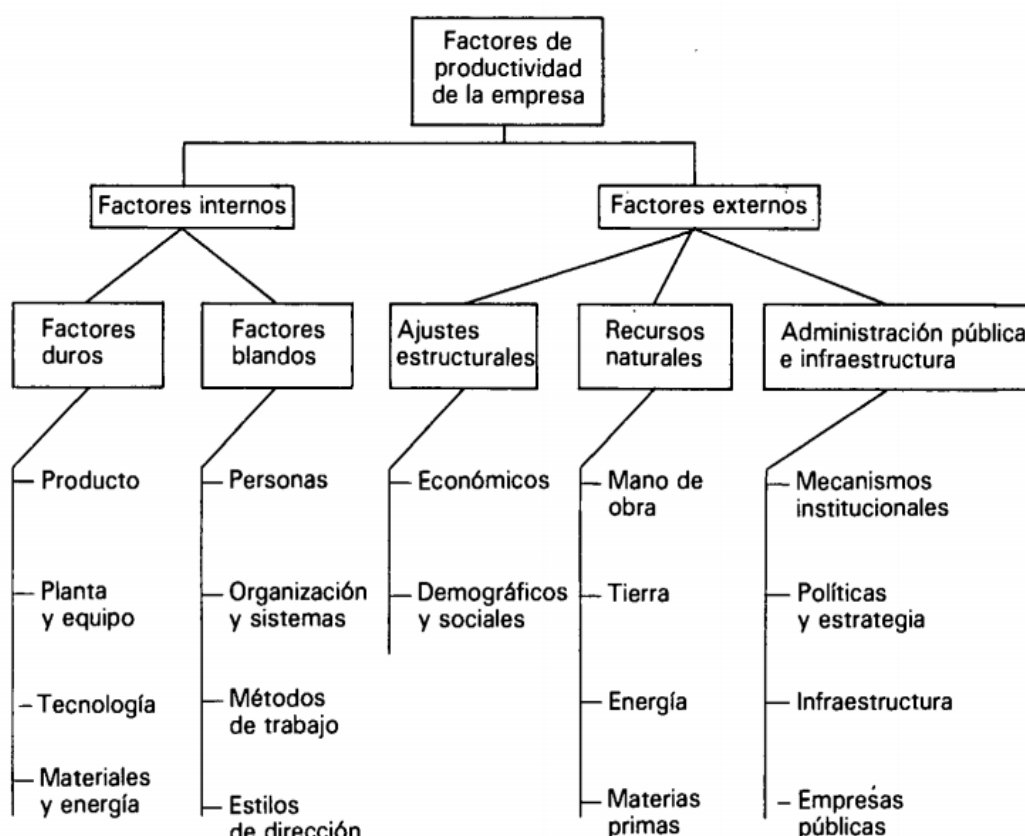 Factores de
productividad
de la empresa
Factores internos
Factores externos
Factores
duros
Factores
blandos
Ajustes
estructurales
Recursos
naturales
Administración pública
e infraestructura
Producto
Planta
y equipo
Tecnología
Materiales
y energía
Personas
Organización
y sistemas
Métodos
de trabajo
Estilos
de dirección
Económicos
Demográficos
y sociales
Mano de
obra
Tierra
Energía
Materias
primas
Mecanismos
institucionales
Políticas
y estrategia
Infraestructura
Empresas
públicas